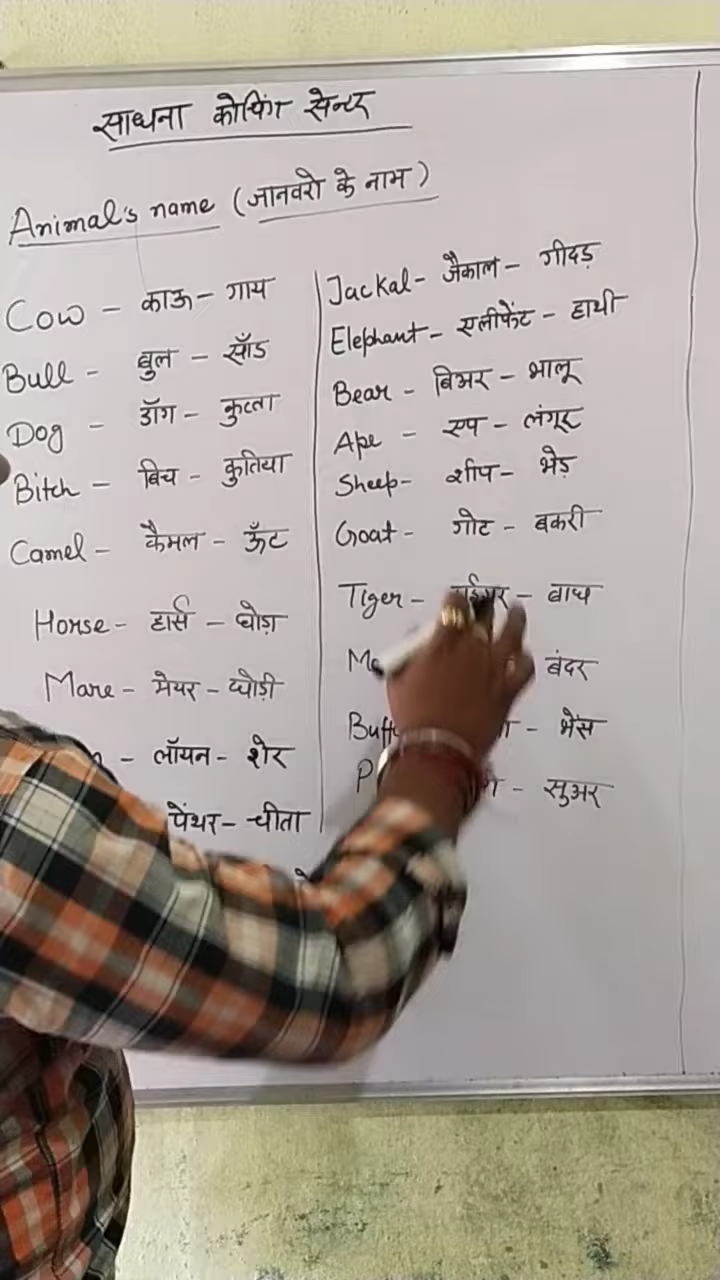 साधना कोचिंग सेन्टर
Animal's name (जानवरो के नाम)
Cow - काऊ - गाय
Bull - बुल - साँड
Dog - डॉग - कुत्ता
Bitch - बिच - कुतिया
Camel - कैमल - ऊँट
Horse - हार्स - घोड़ा
Mare - मेयर - घोड़ी
- लॉयन - शेर
पेंथर - चीता
Jackal - जैकाल - गीदड़
Elephant - एलीफेंट - हाथी
Bear - बिअर - भालू
Ape - एप - लंगूर
Sheep - शीप - भेड़
Goat - गोट - बकरी
Tiger - - बाघ
बंदर
- भेंस
- सुअर